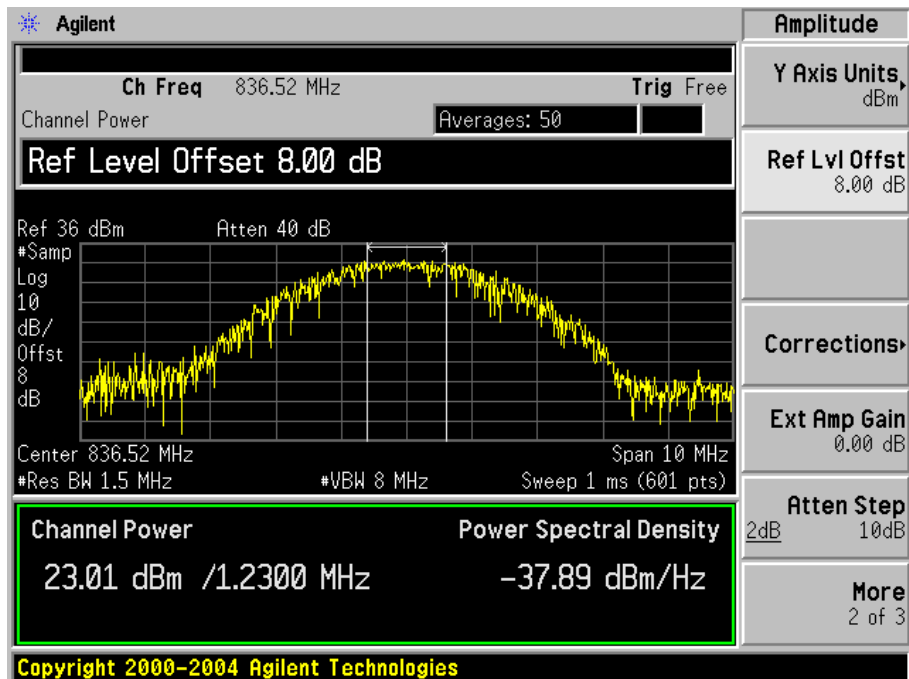 Agilent
Ch Freq 836.52 MHz Trig Free
Channel Power Averages: 50
Ref Level Offset 8.00 dB
Ref 36 dBm Atten 40 dB
#Samp
Log
10
dB/
Offst
8
dB
Center 836.52 MHz Span 10 MHz
#Res BW 1.5 MHz #VBW 8 MHz Sweep 1 ms (601 pts)
Channel Power Power Spectral Density
23.01 dBm /1.2300 MHz -37.89 dBm/Hz
Copyright 2000-2004 Agilent Technologies
Amplitude
Y Axis Units
dBm
Ref Lvl Offst
8.00 dB
Corrections
Ext Amp Gain
0.00 dB
Atten Step
2dB 10dB
More
2 of 3